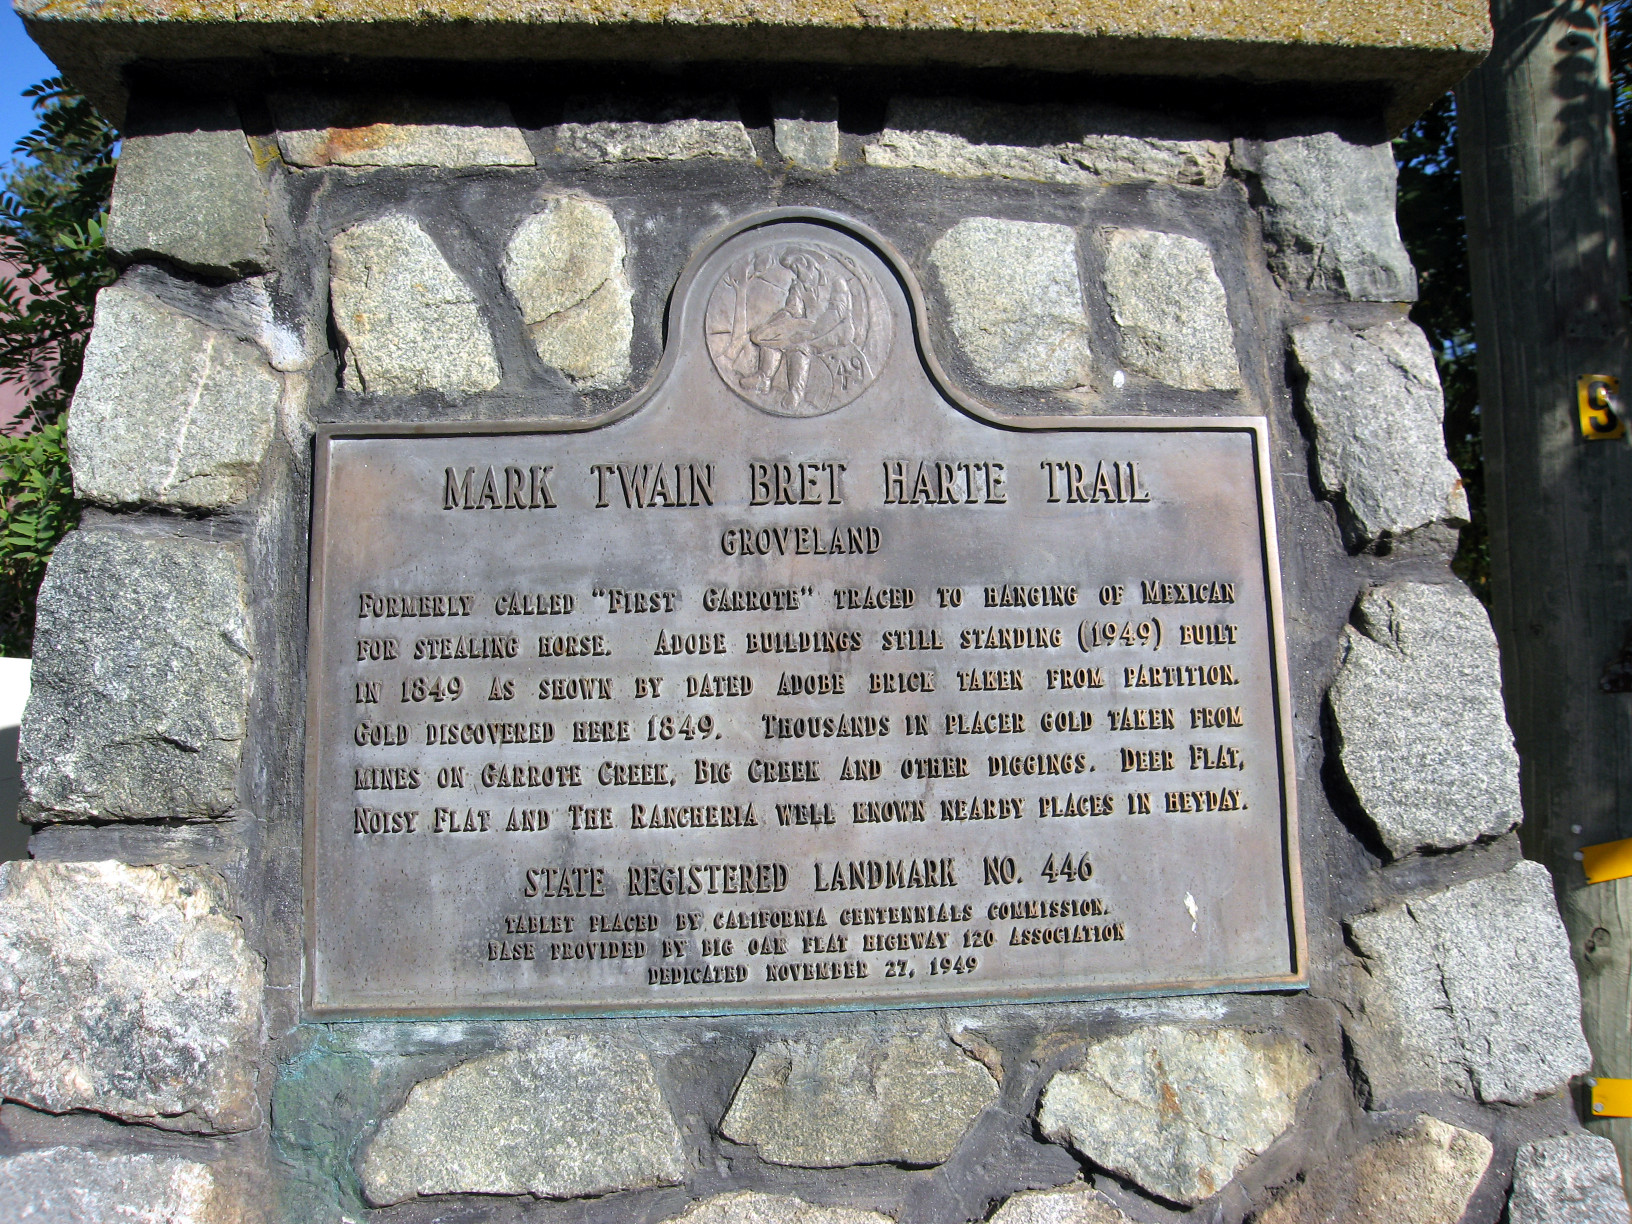 '49
MARK TWAIN BRET HARTE TRAIL
GROVELAND
FORMERLY CALLED "FIRST GARROTE" TRACED TO HANGING OF MEXICAN
FOR STEALING HORSE. ADOBE BUILDINGS STILL STANDING (1949) BUILT
IN 1849 AS SHOWN BY DATED ADOBE BRICK TAKEN FROM PARTITION.
GOLD DISCOVERED HERE 1849. THOUSANDS IN PLACER GOLD TAKEN FROM
MINES ON GARROTE CREEK, BIG CREEK AND OTHER DIGGINGS. DEER FLAT,
NOISY FLAT AND THE RANCHERIA WELL KNOWN NEARBY PLACES IN HEYDAY.
STATE REGISTERED LANDMARK NO. 446
TABLET PLACED BY CALIFORNIA CENTENNIALS COMMISSION.
BASE PROVIDED BY BIG OAK FLAT HIGHWAY 120 ASSOCIATION
DEDICATED NOVEMBER 27, 1949
9